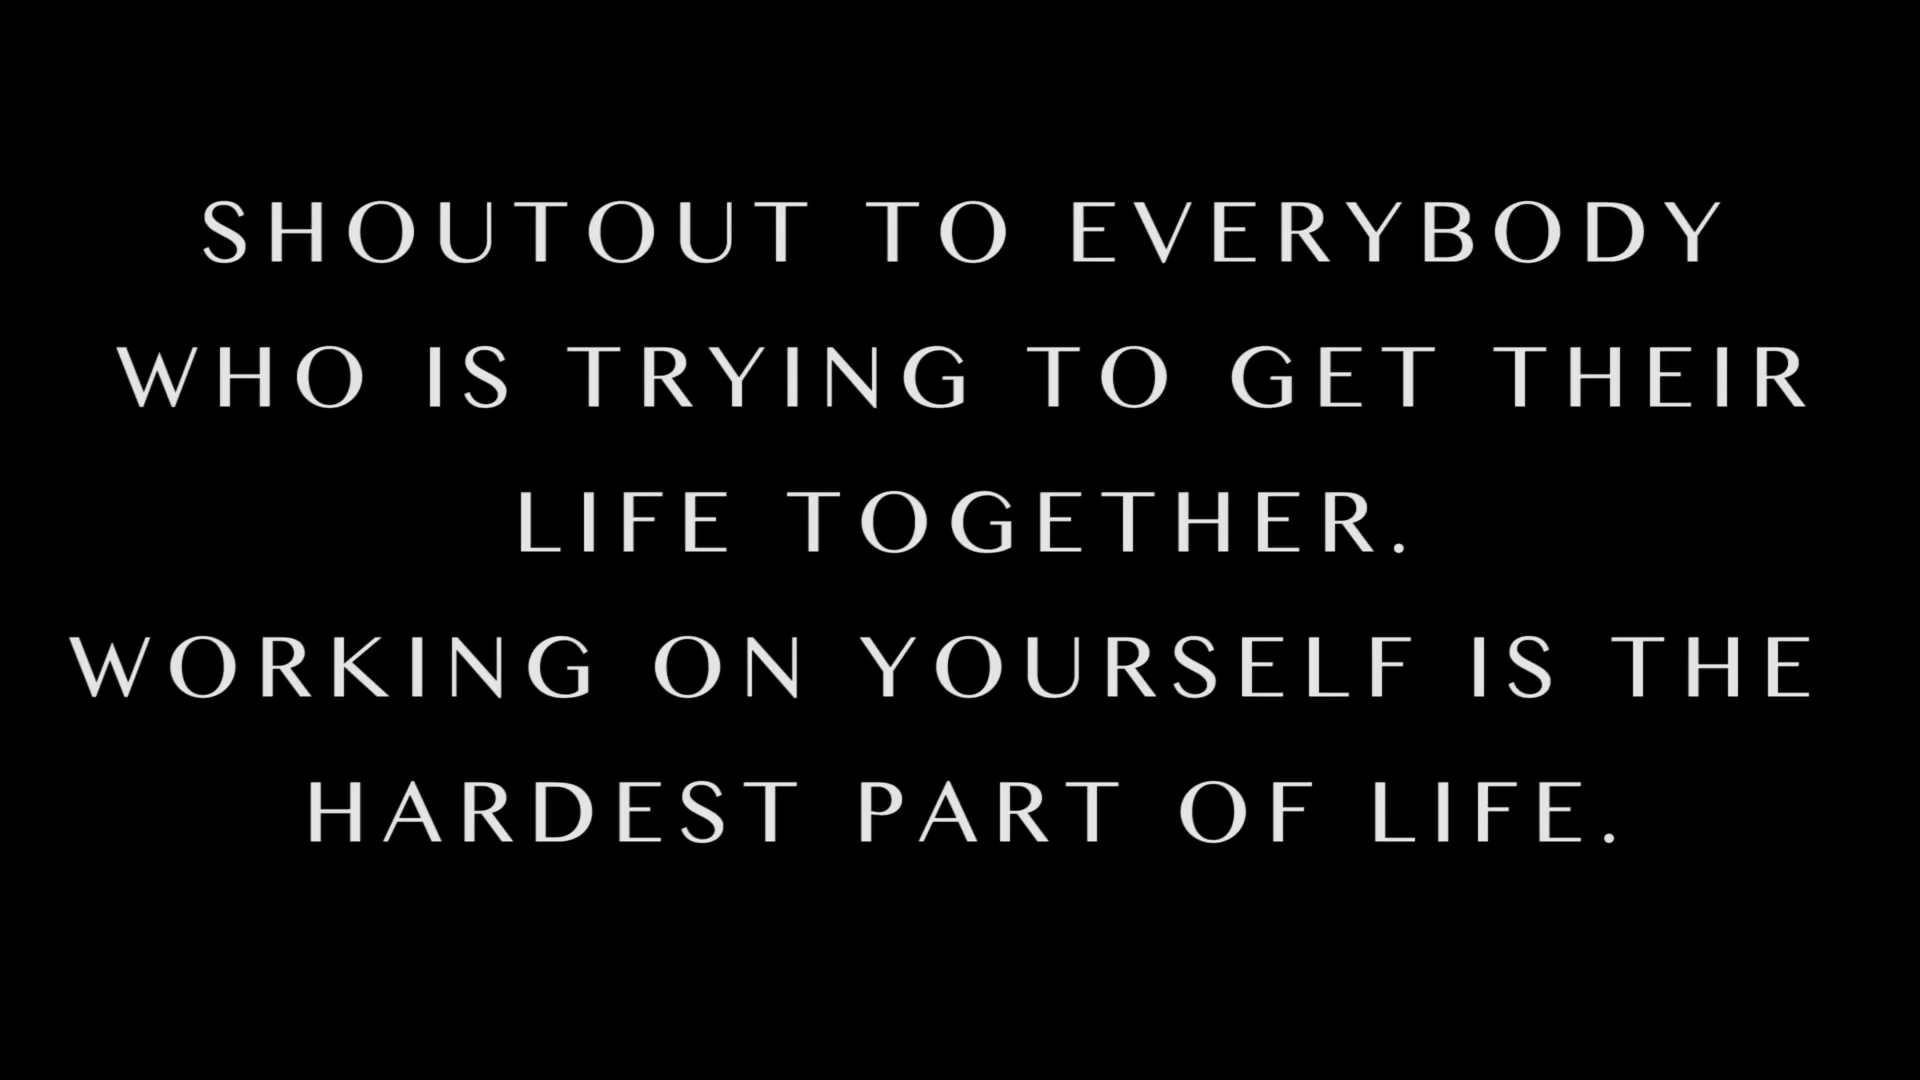 SHOUTOUT TO EVERYBODY
WHO IS TRYING TO GET THEIR
LIFE TOGETHER.
WORKING ON YOURSELF IS THE
HARDEST PART OF LIFE.